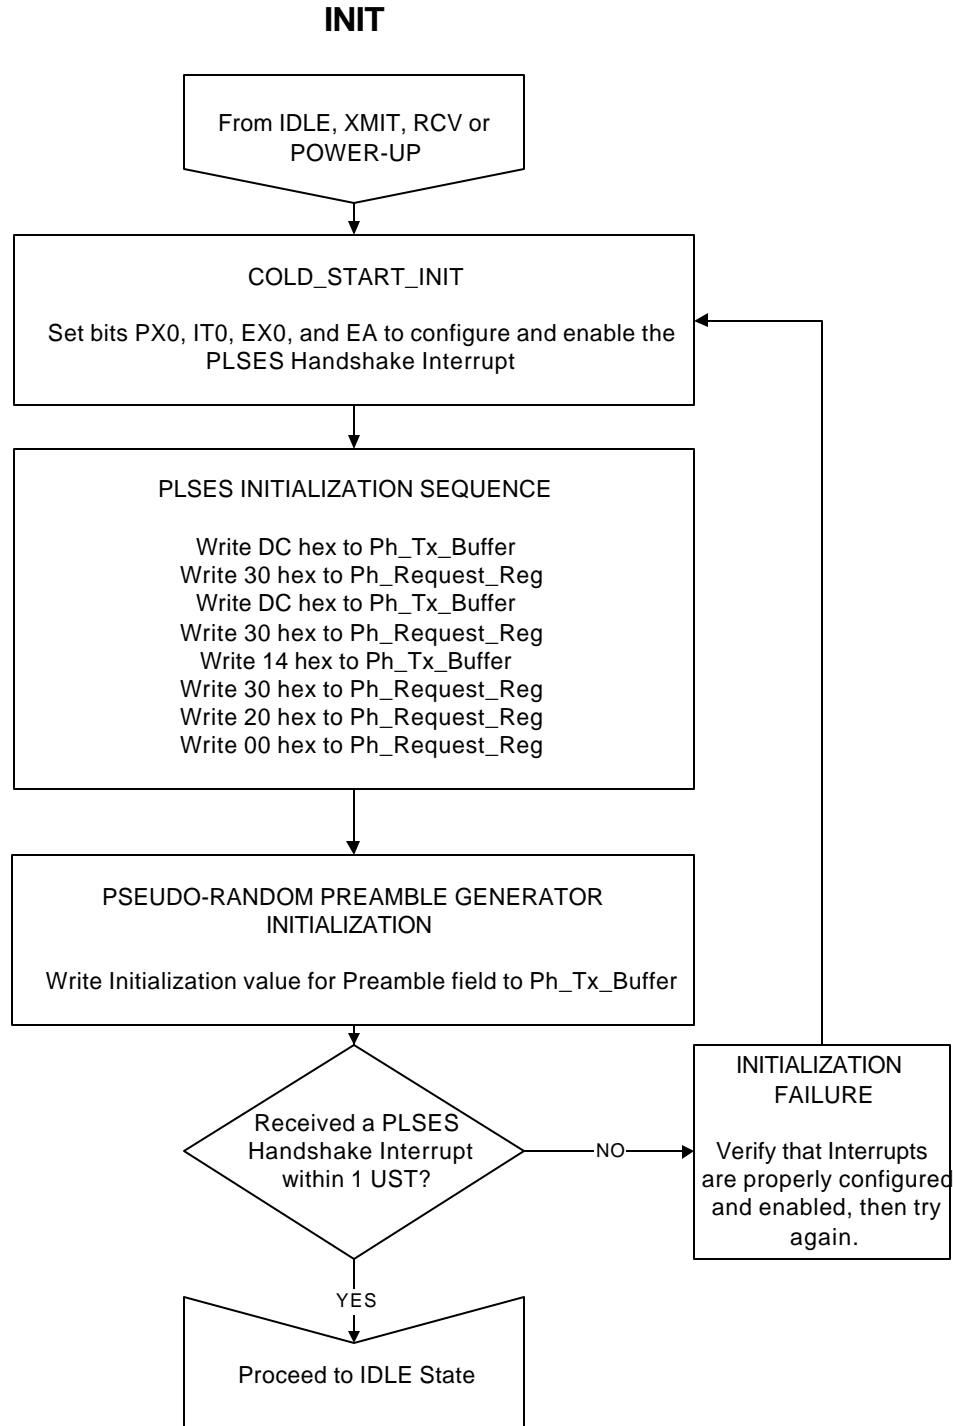 INIT
From IDLE, XMIT, RCV or
POWER-UP
COLD_START_INIT
Set bits PX0, IT0, EX0, and EA to configure and enable the
PLSES Handshake Interrupt
PLSES INITIALIZATION SEQUENCE
Write DC hex to Ph_Tx_Buffer
Write 30 hex to Ph_Request_Reg
Write DC hex to Ph_Tx_Buffer
Write 30 hex to Ph_Request_Reg
Write 14 hex to Ph_Tx_Buffer
Write 30 hex to Ph_Request_Reg
Write 20 hex to Ph_Request_Reg
Write 00 hex to Ph_Request_Reg
PSEUDO-RANDOM PREAMBLE GENERATOR
INITIALIZATION
Write Initialization value for Preamble field to Ph_Tx_Buffer
Received a PLSES
Handshake Interrupt
within 1 UST?
NO
INITIALIZATION
FAILURE
Verify that Interrupts
are properly configured
and enabled, then try
again.
YES
Proceed to IDLE State